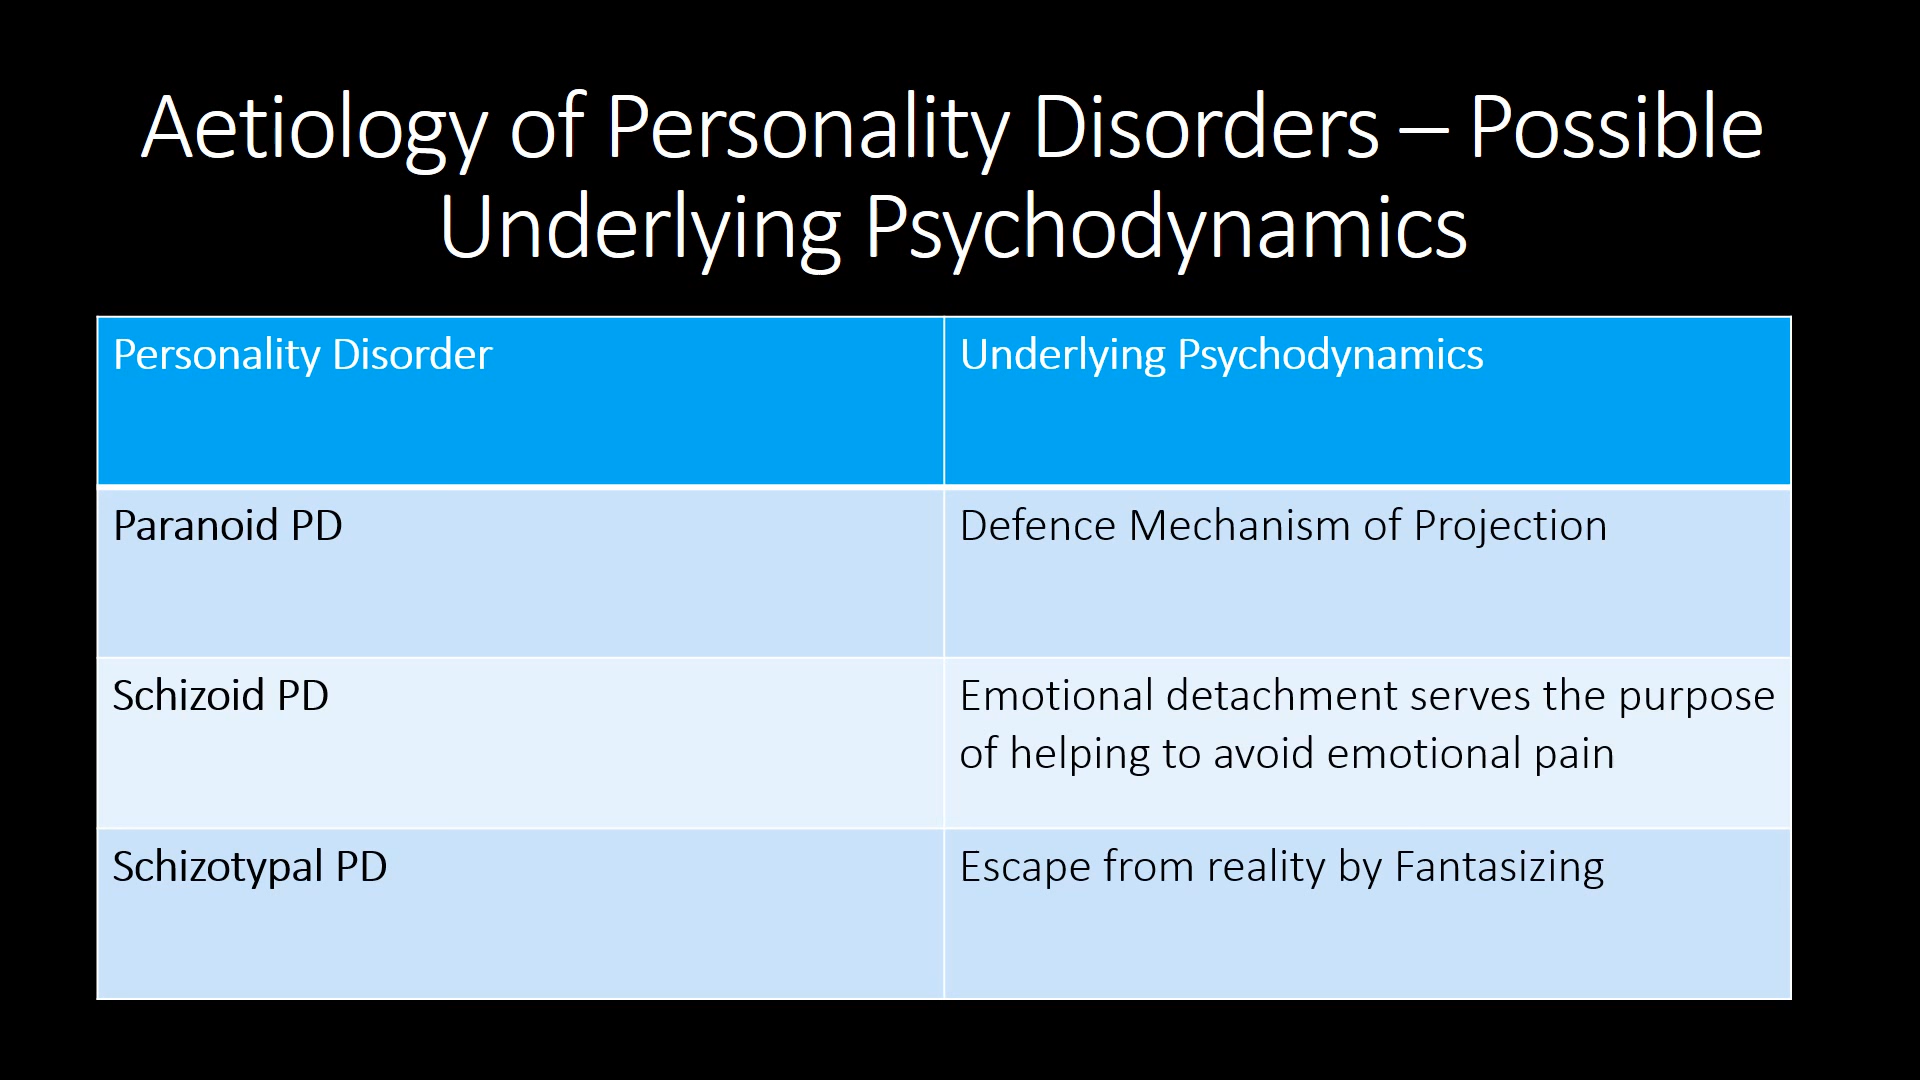 Aetiology of Personality Disorders – Possible
Underlying Psychodynamics
Personality Disorder
Underlying Psychodynamics
Paranoid PD
Defence Mechanism of Projection
Schizoid PD
Emotional detachment serves the purpose
of helping to avoid emotional pain
Schizotypal PD
Escape from reality by Fantasizing